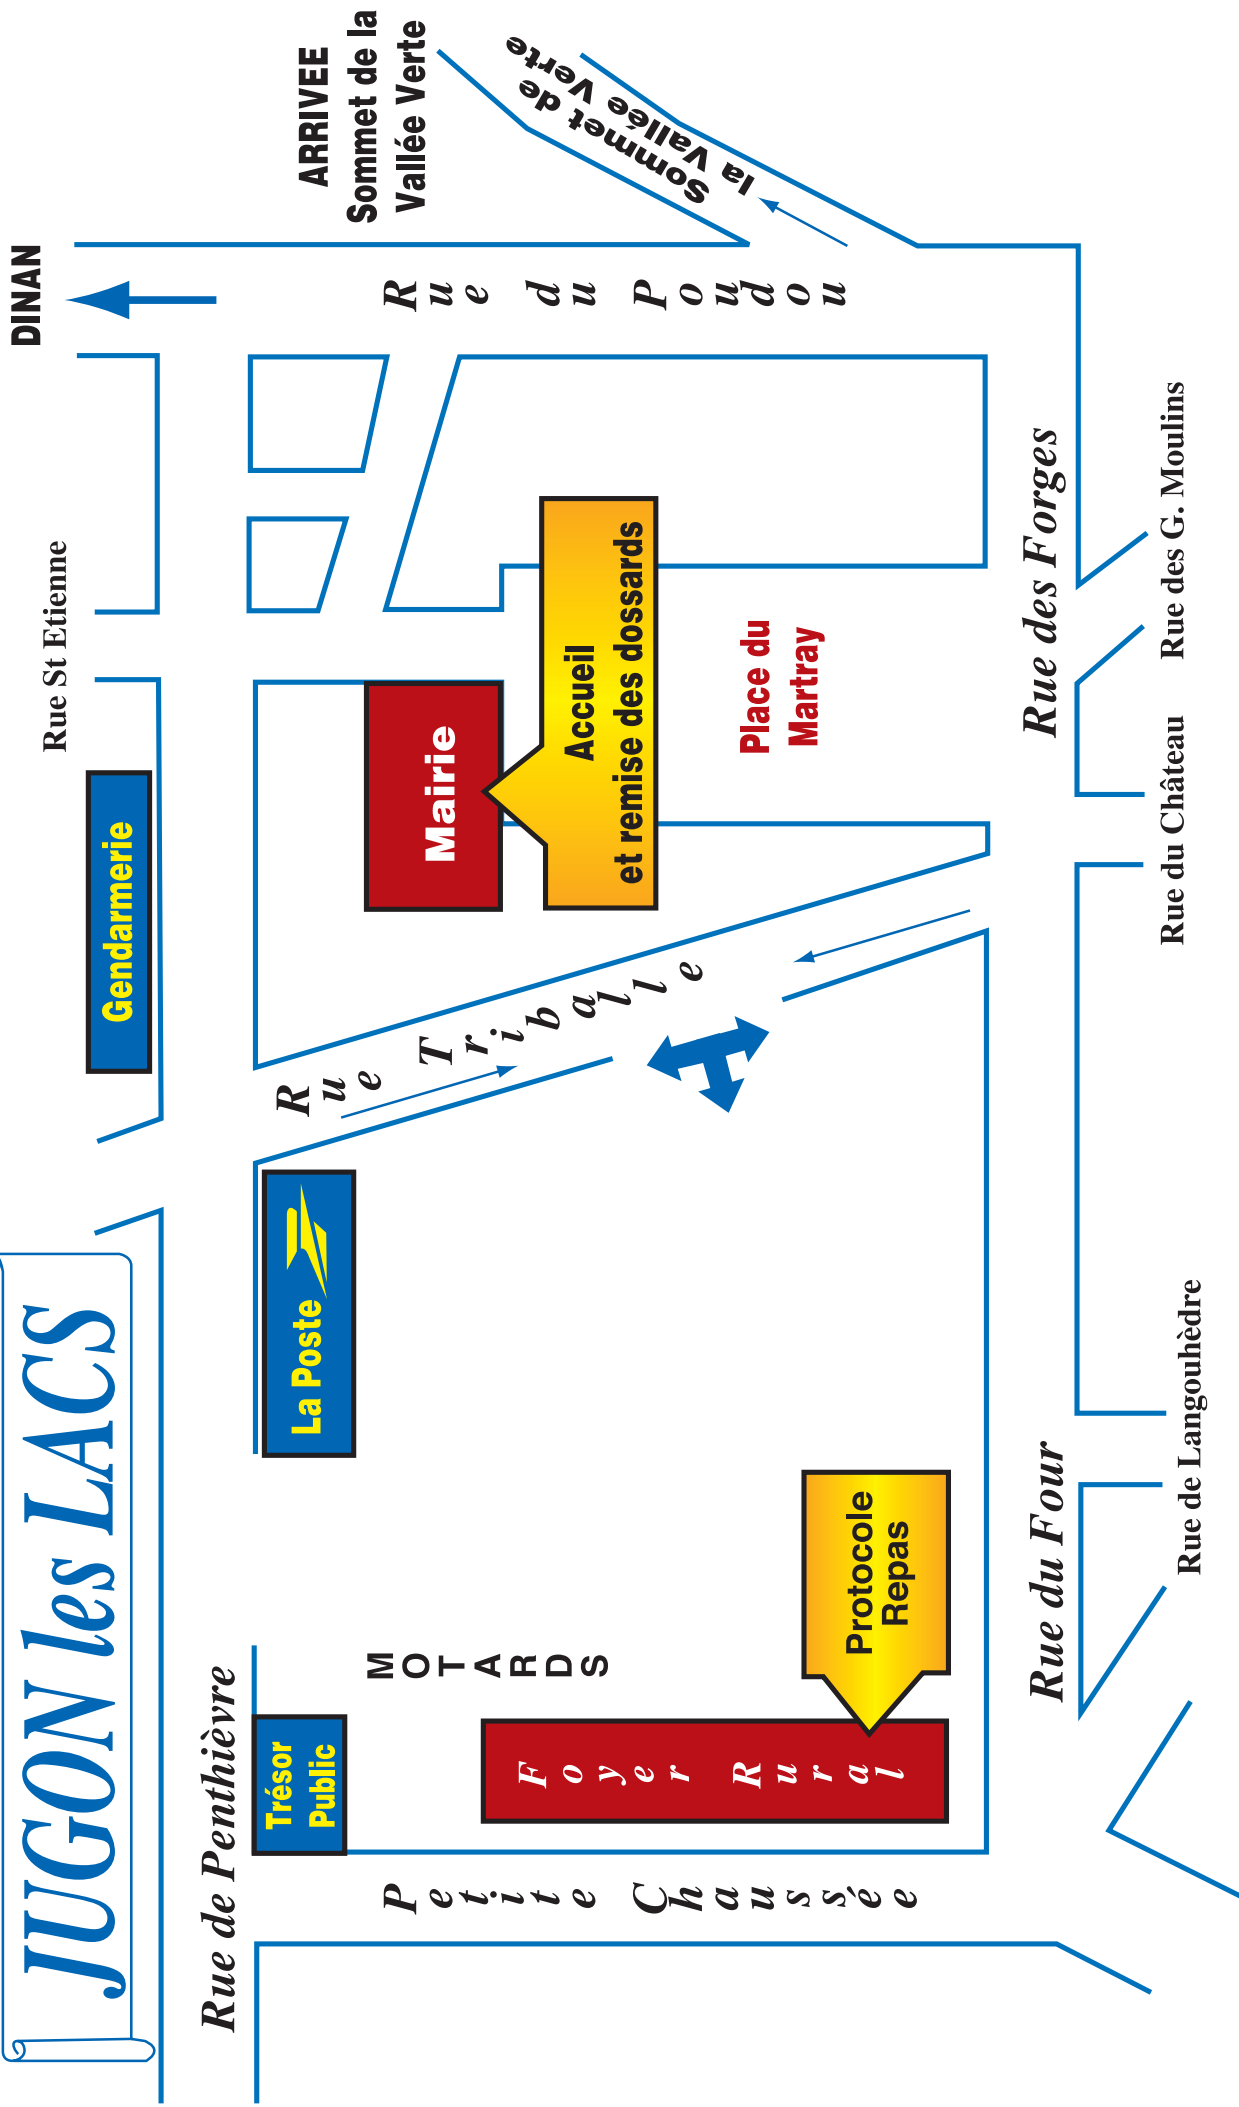 JUGON les LACS
Rue St Etienne
DINAN
Gendarmerie
ARRIVEE
Sommet de la
Vallée Verte
Sommet de
la Vallée Verte
Rue de Penthièvre
Trésor
Public
La Poste
Rue Triballe
Mairie
Accueil
et remise des dossards
Rue du Poudou
MOTARDS
Foyer Rural
Petite Chaussée
Protocole
Repas
Place du
Martray
Rue du Four
Rue des Forges
Rue de Langouhèdre
Rue du Château
Rue des G. Moulins